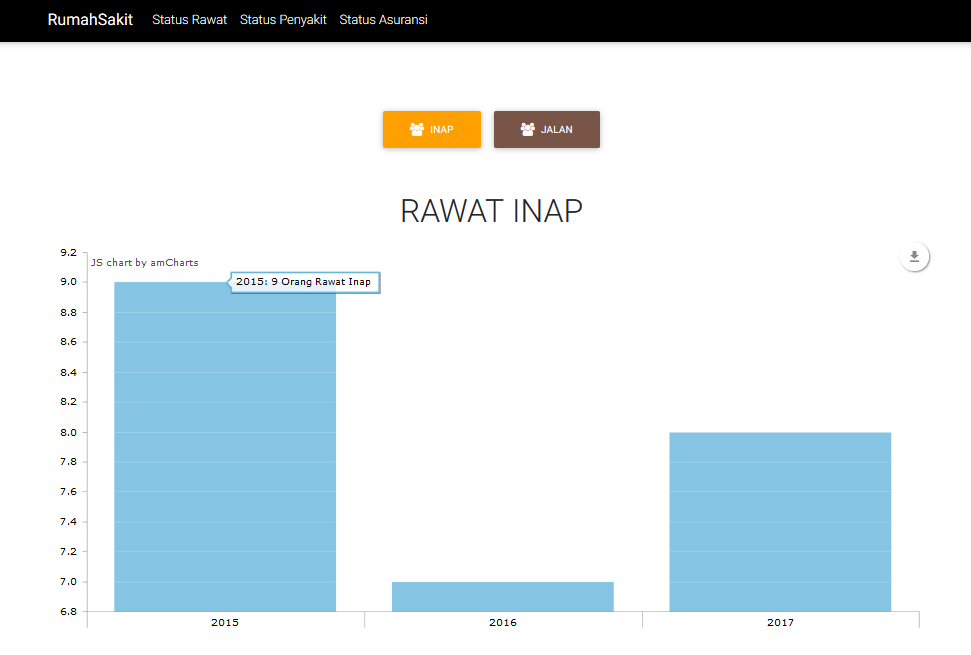 RumahSakit Status Rawat Status Penyakit Status Asuransi
INAP JALAN
RAWAT INAP
9.2
JS chart by amCharts
9.0
2015: 9 Orang Rawat Inap
8.8
8.6
8.4
8.2
8.0
7.8
7.6
7.4
7.2
7.0
6.8
2015 2016 2017